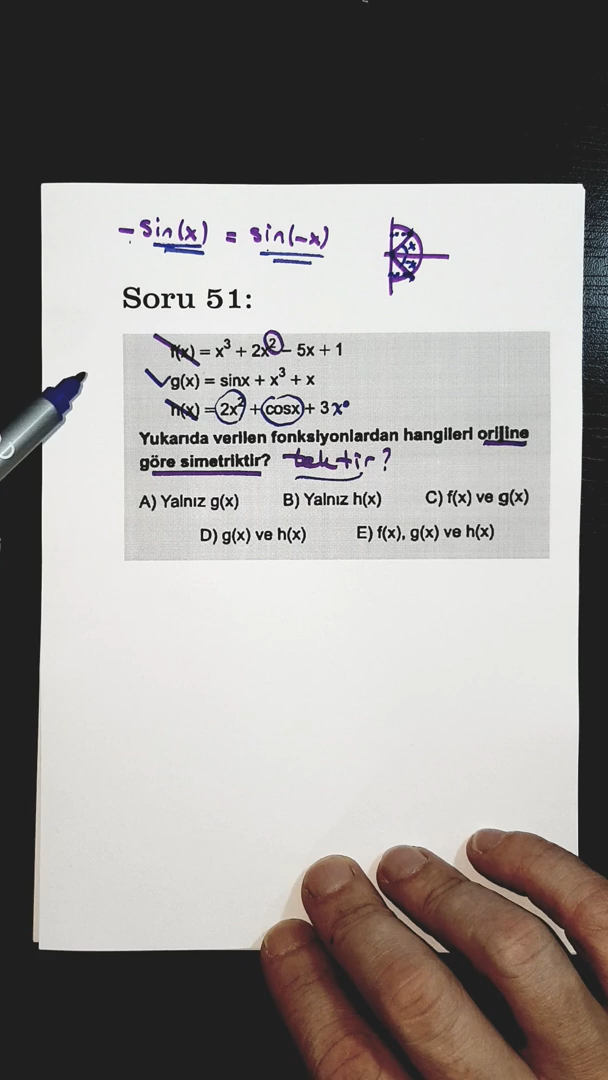 -sin(x) = sin(-x)
Soru 51:
f(x) = x³ + 2x² - 5x + 1
g(x) = sinx + x³ + x
h(x) = 2x² + cosx + 3x⁰
Yukarıda verilen fonksiyonlardan hangileri orijine
göre simetriktir? tektir?
A) Yalnız g(x) B) Yalnız h(x) C) f(x) ve g(x)
D) g(x) ve h(x) E) f(x), g(x) ve h(x)